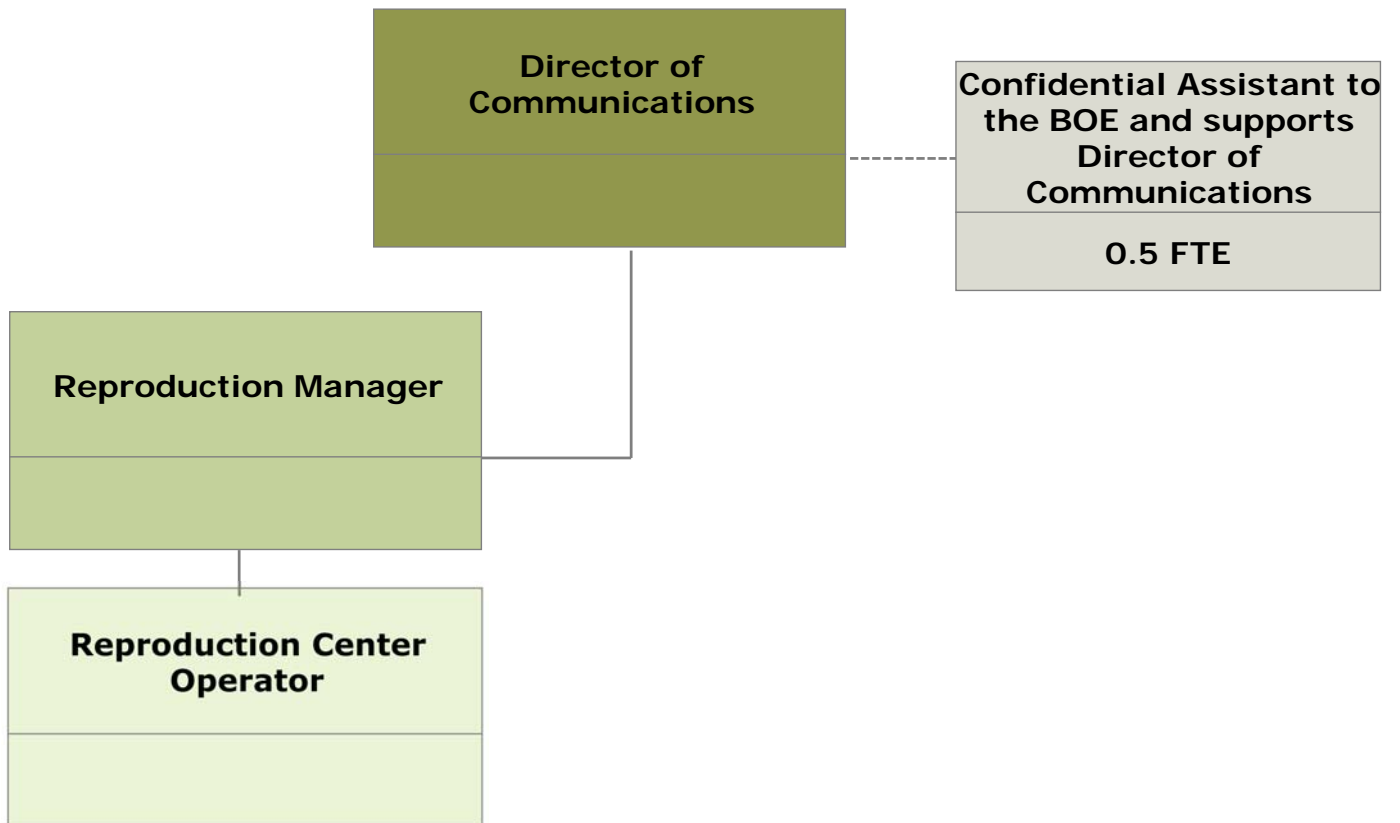 Director of
Communications
Confidential Assistant to
the BOE and supports
Director of
Communications
0.5 FTE
Reproduction Manager
Reproduction Center
Operator